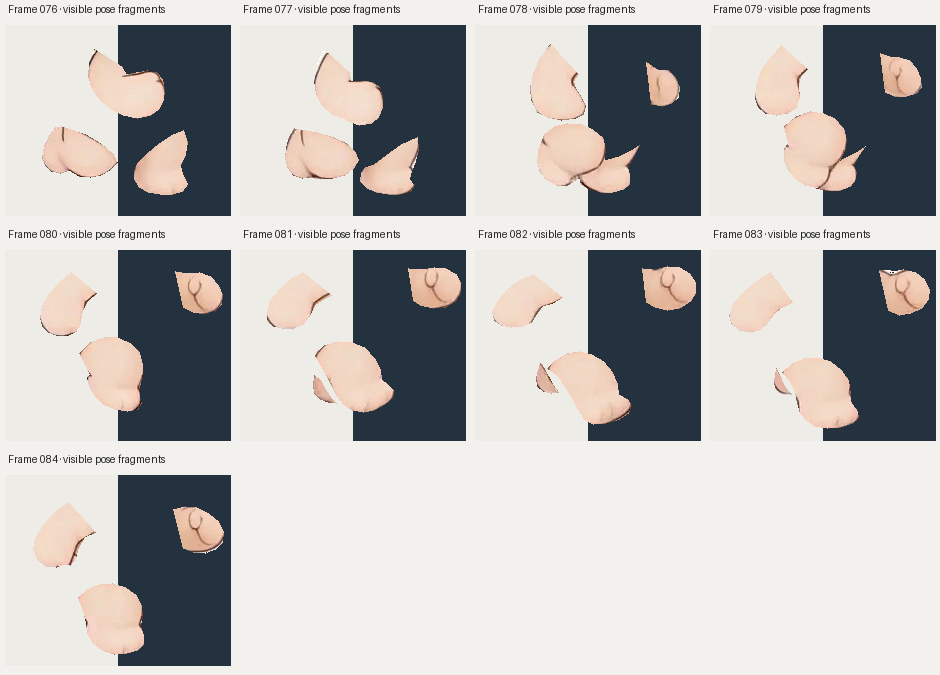 Frame 076 · visible pose fragments
Frame 077 · visible pose fragments
Frame 078 · visible pose fragments
Frame 079 · visible pose fragments
Frame 080 · visible pose fragments
Frame 081 · visible pose fragments
Frame 082 · visible pose fragments
Frame 083 · visible pose fragments
Frame 084 · visible pose fragments